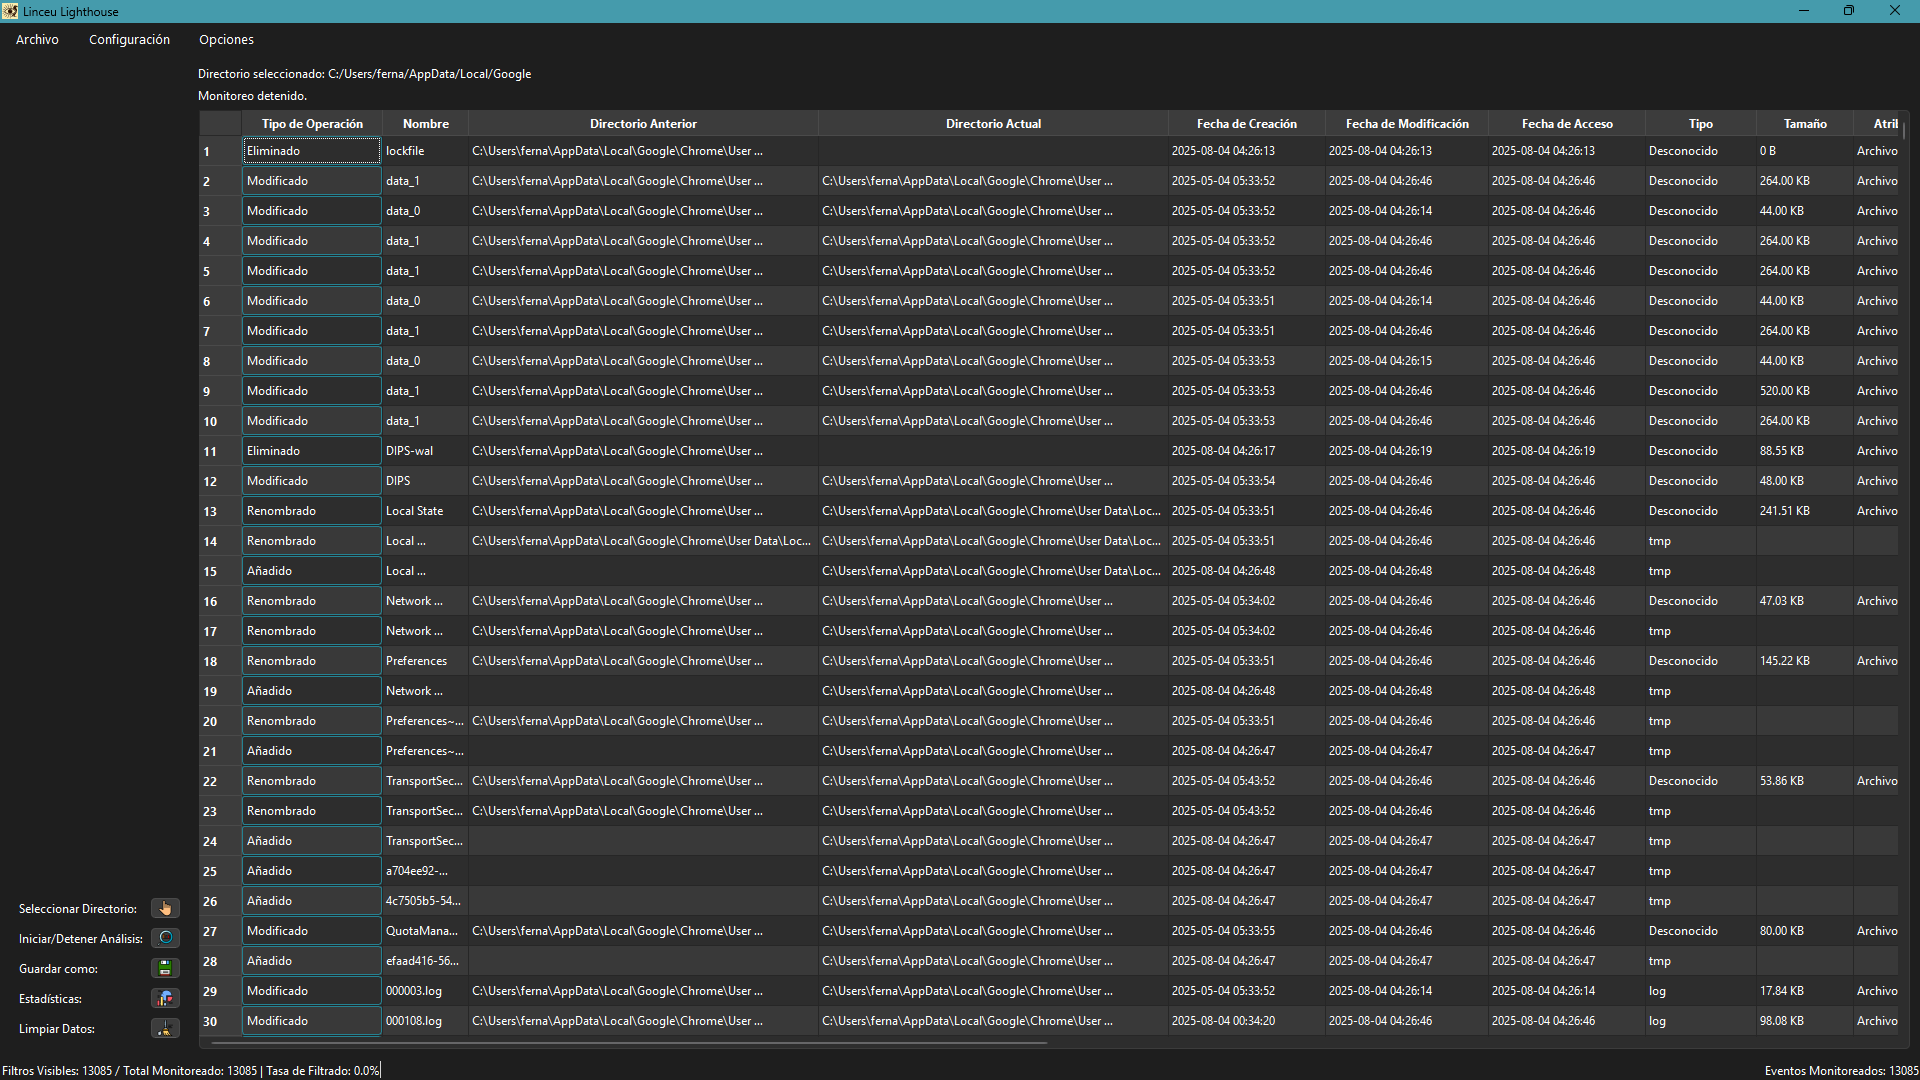 Linceu Lighthouse
Archivo Configuración Opciones
Directorio seleccionado: C:/Users/ferna/AppData/Local/Google
Monitoreo detenido.
Tipo de Operación Nombre Directorio Anterior Directorio Actual Fecha de Creación Fecha de Modificación Fecha de Acceso Tipo Tamaño Atril
1 Eliminado lockfile C:\Users\ferna\AppData\Local\Google\Chrome\User ... 2025-08-04 04:26:13 2025-08-04 04:26:13 2025-08-04 04:26:13 Desconocido 0 B Archivo
2 Modificado data_1 C:\Users\ferna\AppData\Local\Google\Chrome\User ... C:\Users\ferna\AppData\Local\Google\Chrome\User ... 2025-05-04 05:33:52 2025-08-04 04:26:46 2025-08-04 04:26:46 Desconocido 264.00 KB Archivo
3 Modificado data_0 C:\Users\ferna\AppData\Local\Google\Chrome\User ... C:\Users\ferna\AppData\Local\Google\Chrome\User ... 2025-05-04 05:33:52 2025-08-04 04:26:14 2025-08-04 04:26:46 Desconocido 44.00 KB Archivo
4 Modificado data_1 C:\Users\ferna\AppData\Local\Google\Chrome\User ... C:\Users\ferna\AppData\Local\Google\Chrome\User ... 2025-05-04 05:33:52 2025-08-04 04:26:46 2025-08-04 04:26:46 Desconocido 264.00 KB Archivo
5 Modificado data_1 C:\Users\ferna\AppData\Local\Google\Chrome\User ... C:\Users\ferna\AppData\Local\Google\Chrome\User ... 2025-05-04 05:33:52 2025-08-04 04:26:46 2025-08-04 04:26:46 Desconocido 264.00 KB Archivo
6 Modificado data_0 C:\Users\ferna\AppData\Local\Google\Chrome\User ... C:\Users\ferna\AppData\Local\Google\Chrome\User ... 2025-05-04 05:33:51 2025-08-04 04:26:14 2025-08-04 04:26:46 Desconocido 44.00 KB Archivo
7 Modificado data_1 C:\Users\ferna\AppData\Local\Google\Chrome\User ... C:\Users\ferna\AppData\Local\Google\Chrome\User ... 2025-05-04 05:33:51 2025-08-04 04:26:46 2025-08-04 04:26:46 Desconocido 264.00 KB Archivo
8 Modificado data_0 C:\Users\ferna\AppData\Local\Google\Chrome\User ... C:\Users\ferna\AppData\Local\Google\Chrome\User ... 2025-05-04 05:33:53 2025-08-04 04:26:15 2025-08-04 04:26:46 Desconocido 44.00 KB Archivo
9 Modificado data_1 C:\Users\ferna\AppData\Local\Google\Chrome\User ... C:\Users\ferna\AppData\Local\Google\Chrome\User ... 2025-05-04 05:33:53 2025-08-04 04:26:46 2025-08-04 04:26:46 Desconocido 520.00 KB Archivo
10 Modificado data_1 C:\Users\ferna\AppData\Local\Google\Chrome\User ... C:\Users\ferna\AppData\Local\Google\Chrome\User ... 2025-05-04 05:33:53 2025-08-04 04:26:46 2025-08-04 04:26:46 Desconocido 264.00 KB Archivo
11 Eliminado DIPS-wal C:\Users\ferna\AppData\Local\Google\Chrome\User ... 2025-08-04 04:26:17 2025-08-04 04:26:19 2025-08-04 04:26:19 Desconocido 88.55 KB Archivo
12 Modificado DIPS C:\Users\ferna\AppData\Local\Google\Chrome\User ... C:\Users\ferna\AppData\Local\Google\Chrome\User ... 2025-05-04 05:33:54 2025-08-04 04:26:46 2025-08-04 04:26:46 Desconocido 48.00 KB Archivo
13 Renombrado Local State C:\Users\ferna\AppData\Local\Google\Chrome\User ... C:\Users\ferna\AppData\Local\Google\Chrome\User Data\Loc... 2025-05-04 05:33:51 2025-08-04 04:26:46 2025-08-04 04:26:46 Desconocido 241.51 KB Archivo
14 Renombrado Local ... C:\Users\ferna\AppData\Local\Google\Chrome\User Data\Loc... C:\Users\ferna\AppData\Local\Google\Chrome\User Data\Loc... 2025-05-04 05:33:51 2025-08-04 04:26:46 2025-08-04 04:26:46 tmp
15 Añadido Local ... C:\Users\ferna\AppData\Local\Google\Chrome\User Data\Loc... 2025-08-04 04:26:48 2025-08-04 04:26:48 2025-08-04 04:26:48 tmp
16 Renombrado Network ... C:\Users\ferna\AppData\Local\Google\Chrome\User ... C:\Users\ferna\AppData\Local\Google\Chrome\User ... 2025-05-04 05:34:02 2025-08-04 04:26:46 2025-08-04 04:26:46 Desconocido 47.03 KB Archivo
17 Renombrado Network ... C:\Users\ferna\AppData\Local\Google\Chrome\User ... C:\Users\ferna\AppData\Local\Google\Chrome\User ... 2025-05-04 05:34:02 2025-08-04 04:26:46 2025-08-04 04:26:46 tmp
18 Renombrado Preferences C:\Users\ferna\AppData\Local\Google\Chrome\User ... C:\Users\ferna\AppData\Local\Google\Chrome\User ... 2025-05-04 05:33:51 2025-08-04 04:26:46 2025-08-04 04:26:46 Desconocido 145.22 KB Archivo
19 Añadido Network ... C:\Users\ferna\AppData\Local\Google\Chrome\User ... 2025-08-04 04:26:48 2025-08-04 04:26:48 2025-08-04 04:26:48 tmp
20 Renombrado Preferences~... C:\Users\ferna\AppData\Local\Google\Chrome\User ... C:\Users\ferna\AppData\Local\Google\Chrome\User ... 2025-05-04 05:33:51 2025-08-04 04:26:46 2025-08-04 04:26:46 tmp
21 Añadido Preferences~... C:\Users\ferna\AppData\Local\Google\Chrome\User ... 2025-08-04 04:26:47 2025-08-04 04:26:47 2025-08-04 04:26:47 tmp
22 Renombrado TransportSec... C:\Users\ferna\AppData\Local\Google\Chrome\User ... C:\Users\ferna\AppData\Local\Google\Chrome\User ... 2025-05-04 05:43:52 2025-08-04 04:26:46 2025-08-04 04:26:46 Desconocido 53.86 KB Archivo
23 Renombrado TransportSec... C:\Users\ferna\AppData\Local\Google\Chrome\User ... C:\Users\ferna\AppData\Local\Google\Chrome\User ... 2025-05-04 05:43:52 2025-08-04 04:26:46 2025-08-04 04:26:46 tmp
24 Añadido TransportSec... C:\Users\ferna\AppData\Local\Google\Chrome\User ... 2025-08-04 04:26:47 2025-08-04 04:26:47 2025-08-04 04:26:47 tmp
25 Añadido a704ee92-... C:\Users\ferna\AppData\Local\Google\Chrome\User ... 2025-08-04 04:26:47 2025-08-04 04:26:47 2025-08-04 04:26:47 tmp
26 Añadido 4c7505b5-54... C:\Users\ferna\AppData\Local\Google\Chrome\User ... 2025-08-04 04:26:47 2025-08-04 04:26:47 2025-08-04 04:26:47 tmp
27 Modificado QuotaMana... C:\Users\ferna\AppData\Local\Google\Chrome\User ... C:\Users\ferna\AppData\Local\Google\Chrome\User ... 2025-05-04 05:33:55 2025-08-04 04:26:46 2025-08-04 04:26:46 Desconocido 80.00 KB Archivo
28 Añadido efaad416-56... C:\Users\ferna\AppData\Local\Google\Chrome\User ... 2025-08-04 04:26:47 2025-08-04 04:26:47 2025-08-04 04:26:47 tmp
29 Modificado 000003.log C:\Users\ferna\AppData\Local\Google\Chrome\User ... C:\Users\ferna\AppData\Local\Google\Chrome\User ... 2025-05-04 05:33:52 2025-08-04 04:26:14 2025-08-04 04:26:14 log 17.84 KB Archivo
30 Modificado 000108.log C:\Users\ferna\AppData\Local\Google\Chrome\User ... C:\Users\ferna\AppData\Local\Google\Chrome\User ... 2025-08-04 00:34:20 2025-08-04 04:26:46 2025-08-04 04:26:46 log 98.08 KB Archivo
Seleccionar Directorio:
Iniciar/Detener Análisis:
Guardar como:
Estadísticas:
Limpiar Datos:
Filtros Visibles: 13085 / Total Monitoreado: 13085 | Tasa de Filtrado: 0.0%
Eventos Monitoreados: 13085